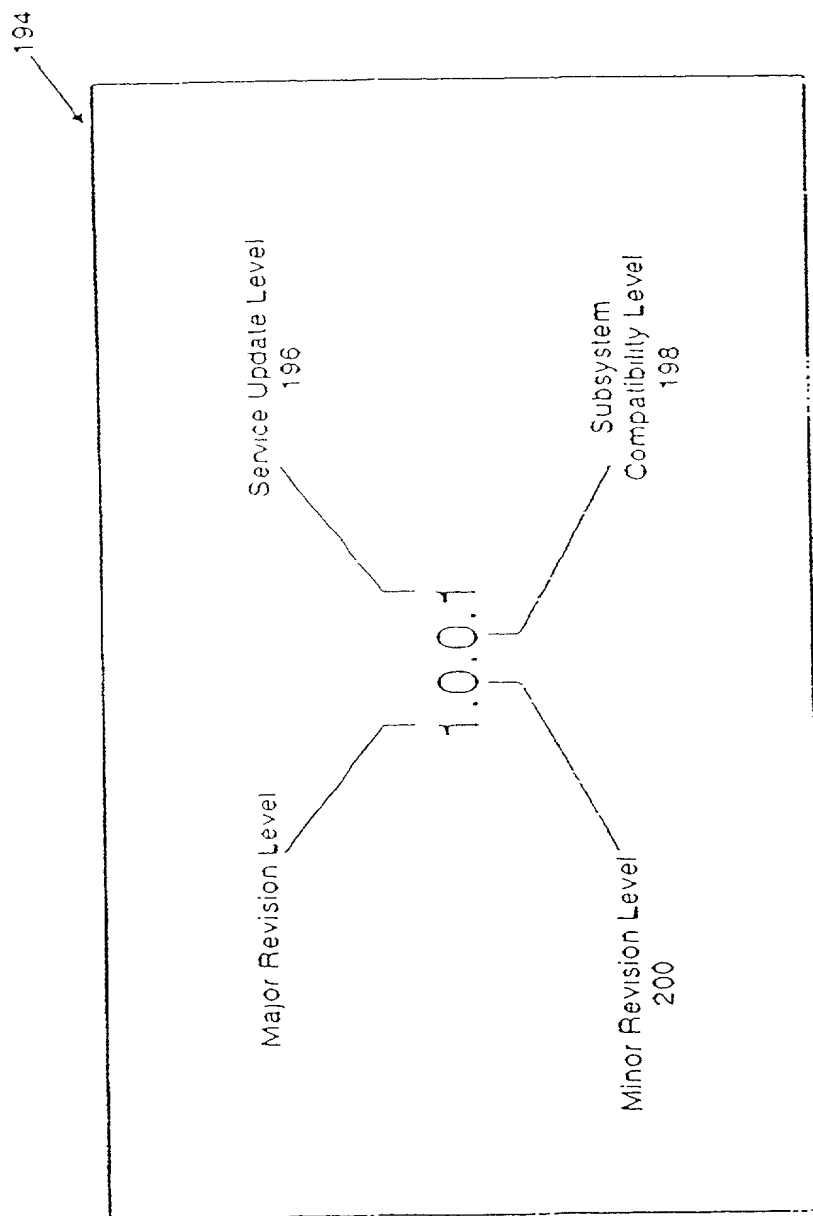 194
Major Revision Level
Service Update Level
196
1.0.0.1
Minor Revision Level
200
Subsystem
Compatibility Level
198